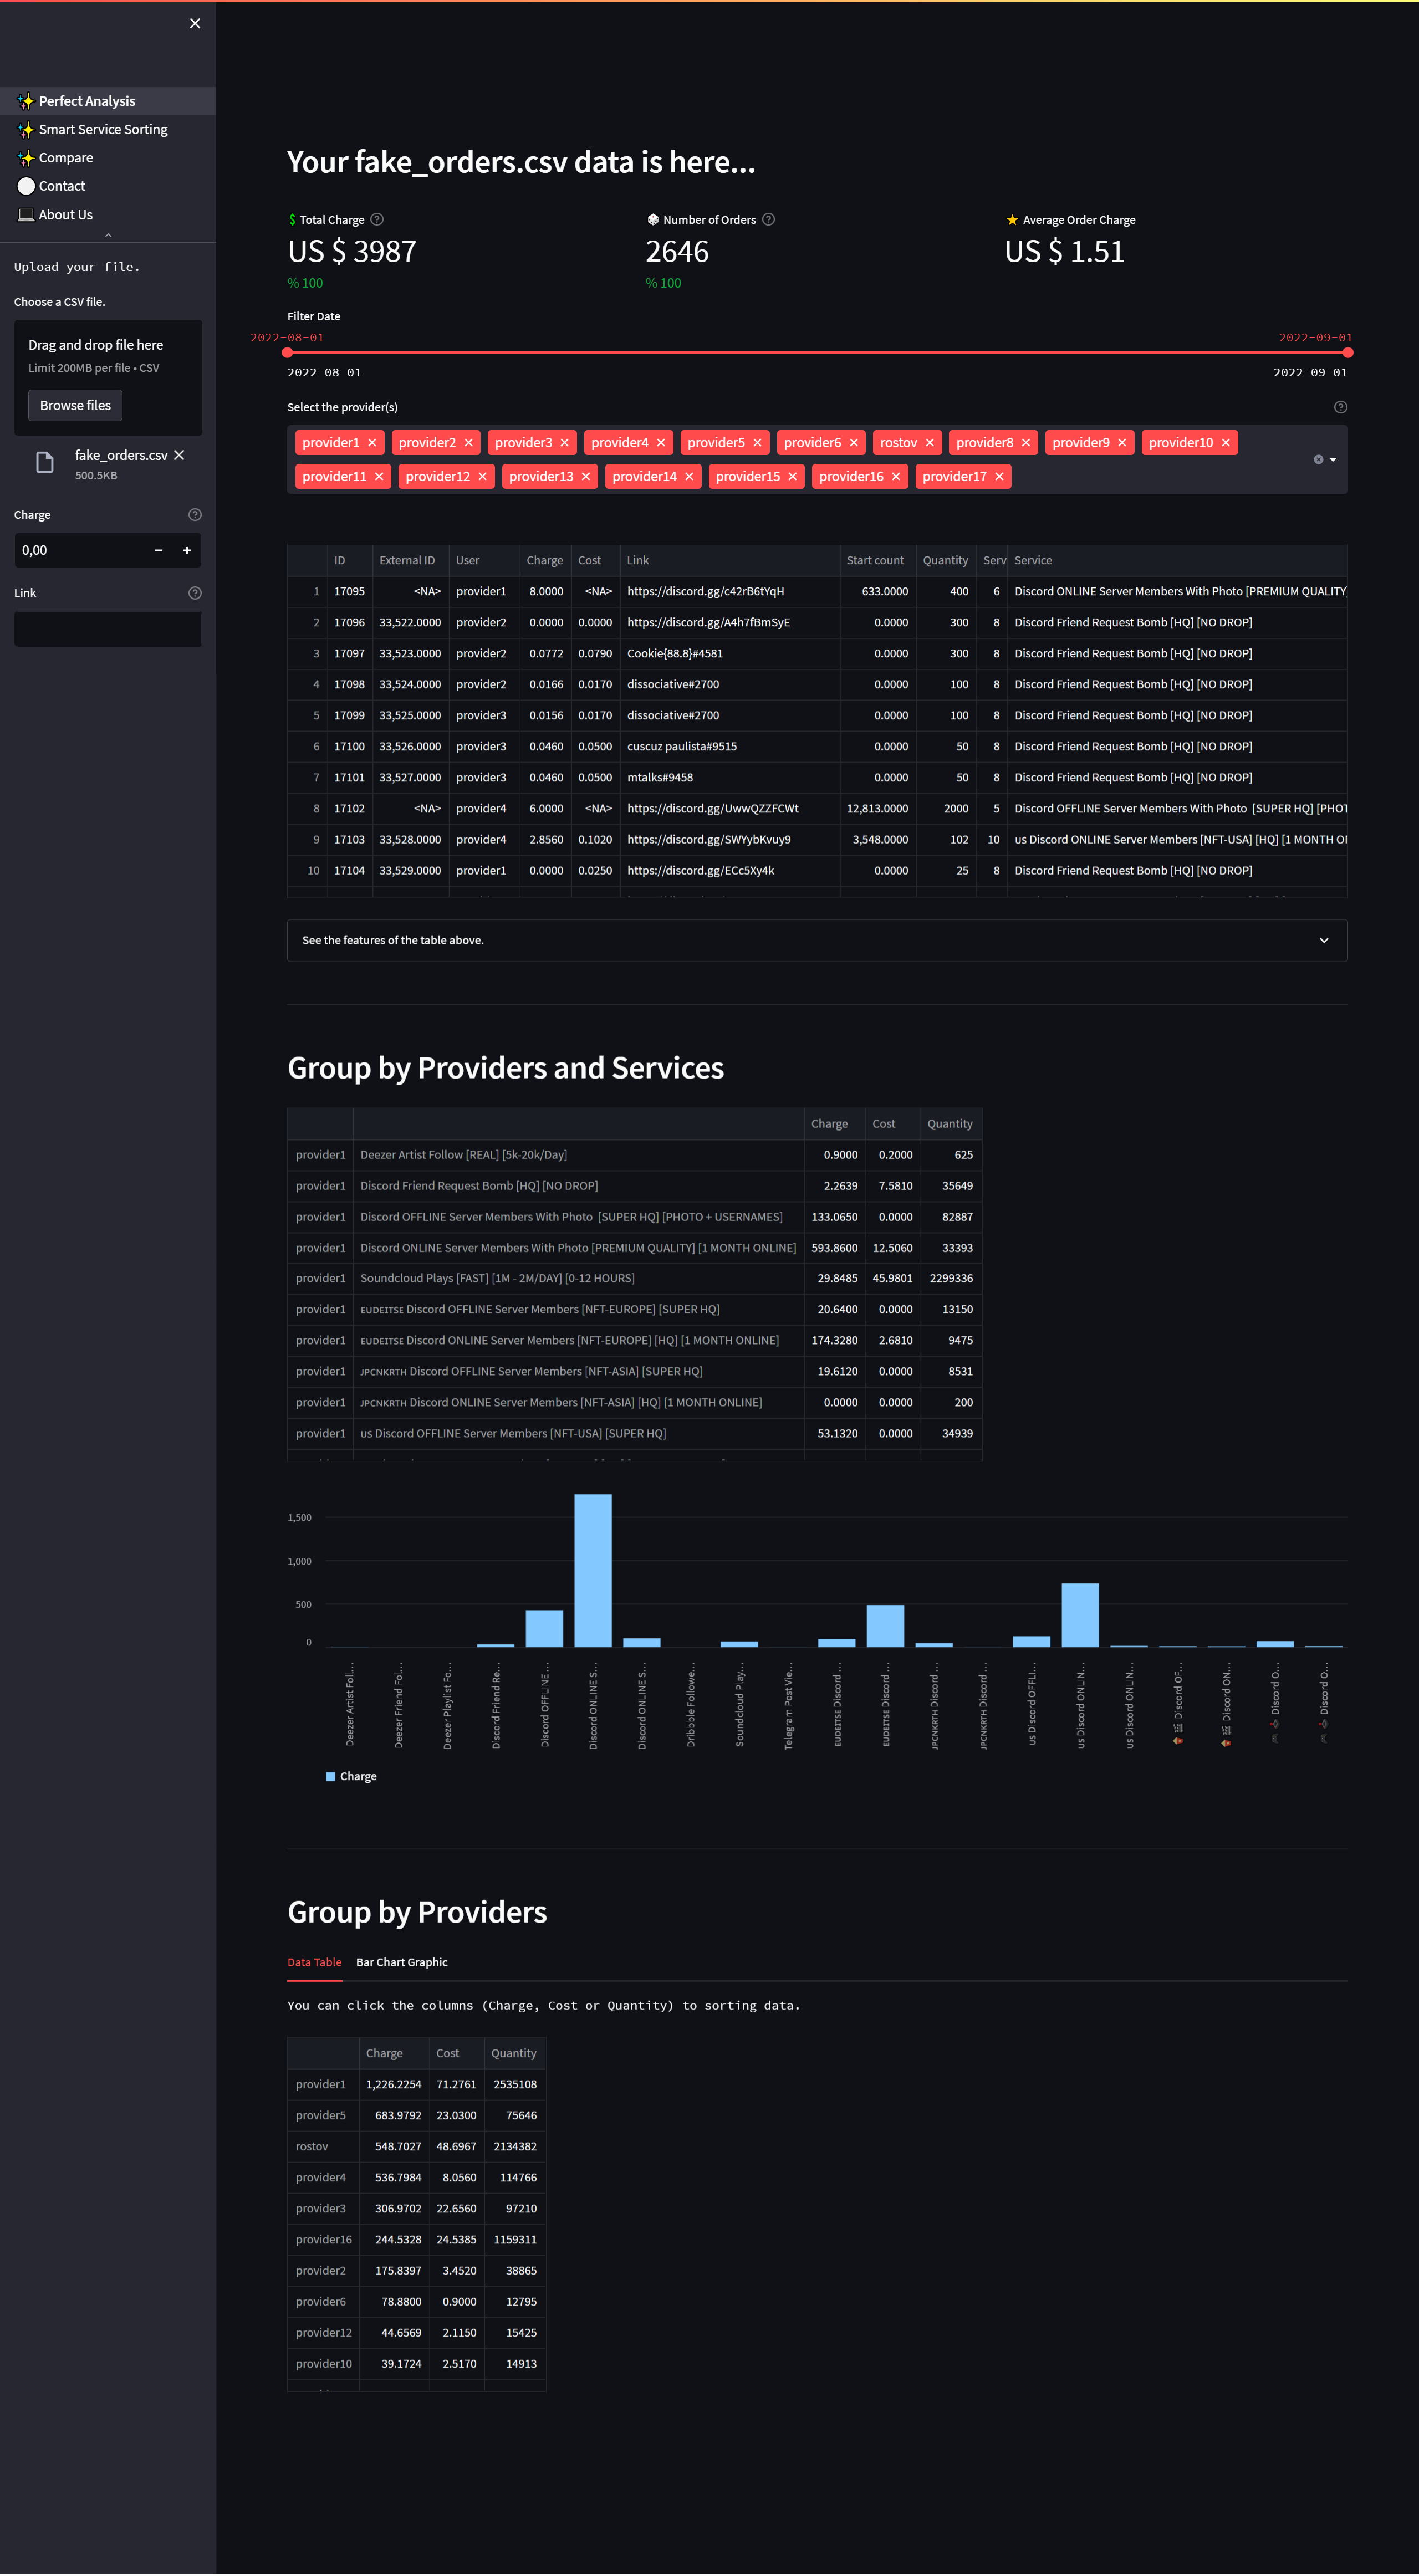 Perfect Analysis
Smart Service Sorting
Compare
Contact
About Us
Upload your file.
Choose a CSV file.
Drag and drop file here
Limit 200MB per file • CSV
Browse files
fake_orders.csv
500.5KB
Charge
0,00
Link
Your fake_orders.csv data is here...
Total Charge
US $ 3987
% 100
Number of Orders
2646
% 100
Average Order Charge
US $ 1.51
Filter Date
2022-08-01 2022-09-01
2022-08-01 2022-09-01
Select the provider(s)
provider1 provider2 provider3 provider4 provider5 provider6 rostov provider8 provider9 provider10
provider11 provider12 provider13 provider14 provider15 provider16 provider17
ID External ID User Charge Cost Link Start count Quantity Serv Service
1 17095 <NA> provider1 8.0000 <NA> https://discord.gg/c42rB6tYqH 633.0000 400 6 Discord ONLINE Server Members With Photo [PREMIUM QUALITY]
2 17096 33,522.0000 provider2 0.0000 0.0000 https://discord.gg/A4h7fBmSyE 0.0000 300 8 Discord Friend Request Bomb [HQ] [NO DROP]
3 17097 33,523.0000 provider2 0.0772 0.0790 Cookie{88.8}#4581 0.0000 300 8 Discord Friend Request Bomb [HQ] [NO DROP]
4 17098 33,524.0000 provider2 0.0166 0.0170 dissociative#2700 0.0000 100 8 Discord Friend Request Bomb [HQ] [NO DROP]
5 17099 33,525.0000 provider3 0.0156 0.0170 dissociative#2700 0.0000 100 8 Discord Friend Request Bomb [HQ] [NO DROP]
6 17100 33,526.0000 provider3 0.0460 0.0500 cuscuz paulista#9515 0.0000 50 8 Discord Friend Request Bomb [HQ] [NO DROP]
7 17101 33,527.0000 provider3 0.0460 0.0500 mtalks#9458 0.0000 50 8 Discord Friend Request Bomb [HQ] [NO DROP]
8 17102 <NA> provider4 6.0000 <NA> https://discord.gg/UwwQZZFCWt 12,813.0000 2000 5 Discord OFFLINE Server Members With Photo [SUPER HQ] [PHOT
9 17103 33,528.0000 provider4 2.8560 0.1020 https://discord.gg/SWYybKvuy9 3,548.0000 102 10 us Discord ONLINE Server Members [NFT-USA] [HQ] [1 MONTH OI
10 17104 33,529.0000 provider1 0.0000 0.0250 https://discord.gg/ECc5Xy4k 0.0000 25 8 Discord Friend Request Bomb [HQ] [NO DROP]
See the features of the table above.
Group by Providers and Services
Charge Cost Quantity
provider1 Deezer Artist Follow [REAL] [5k-20k/Day] 0.9000 0.2000 625
provider1 Discord Friend Request Bomb [HQ] [NO DROP] 2.2639 7.5810 35649
provider1 Discord OFFLINE Server Members With Photo [SUPER HQ] [PHOTO + USERNAMES] 133.0650 0.0000 82887
provider1 Discord ONLINE Server Members With Photo [PREMIUM QUALITY] [1 MONTH ONLINE] 593.8600 12.5060 33393
provider1 Soundcloud Plays [FAST] [1M - 2M/DAY] [0-12 HOURS] 29.8485 45.9801 2299336
provider1 EUDEITSE Discord OFFLINE Server Members [NFT-EUROPE] [SUPER HQ] 20.6400 0.0000 13150
provider1 EUDEITSE Discord ONLINE Server Members [NFT-EUROPE] [HQ] [1 MONTH ONLINE] 174.3280 2.6810 9475
provider1 JPCNKRTH Discord OFFLINE Server Members [NFT-ASIA] [SUPER HQ] 19.6120 0.0000 8531
provider1 JPCNKRTH Discord ONLINE Server Members [NFT-ASIA] [HQ] [1 MONTH ONLINE] 0.0000 0.0000 200
provider1 us Discord OFFLINE Server Members [NFT-USA] [SUPER HQ] 53.1320 0.0000 34939
1,500
1,000
500
0
Deezer Artist Foll...
Deezer Friend Fol...
Deezer Playlist Fo...
Discord Friend Re...
Discord OFFLINE ...
Discord ONLINE S...
Discord ONLINE S...
Dribbble Followe...
Soundcloud Play...
Telegram Post Vie...
EUDEITSE Discord ...
EUDEITSE Discord ...
JPCNKRTH Discord ...
JPCNKRTH Discord ...
us Discord OFFLI...
us Discord ONLIN...
us Discord ONLIN...
Discord OF...
Discord ON...
Discord O...
Discord O...
Charge
Group by Providers
Data Table Bar Chart Graphic
You can click the columns (Charge, Cost or Quantity) to sorting data.
Charge Cost Quantity
provider1 1,226.2254 71.2761 2535108
provider5 683.9792 23.0300 75646
rostov 548.7027 48.6967 2134382
provider4 536.7984 8.0560 114766
provider3 306.9702 22.6560 97210
provider16 244.5328 24.5385 1159311
provider2 175.8397 3.4520 38865
provider6 78.8800 0.9000 12795
provider12 44.6569 2.1150 15425
provider10 39.1724 2.5170 14913